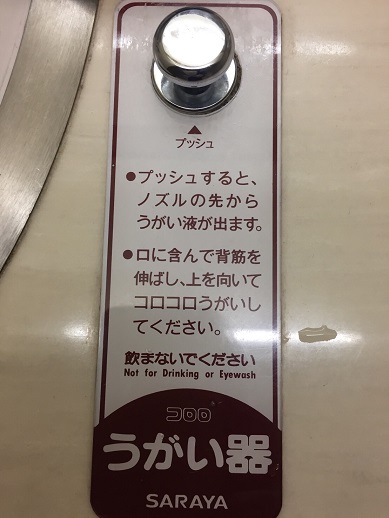 ▲
プッシュ
●プッシュすると、
ノズルの先から
うがい液が出ます。
●口に含んで背筋を
伸ばし、上を向いて
コロコロうがいし
てください。
飲まないでください
Not for Drinking or Eyewash
コロロ
うがい器
SARAYA